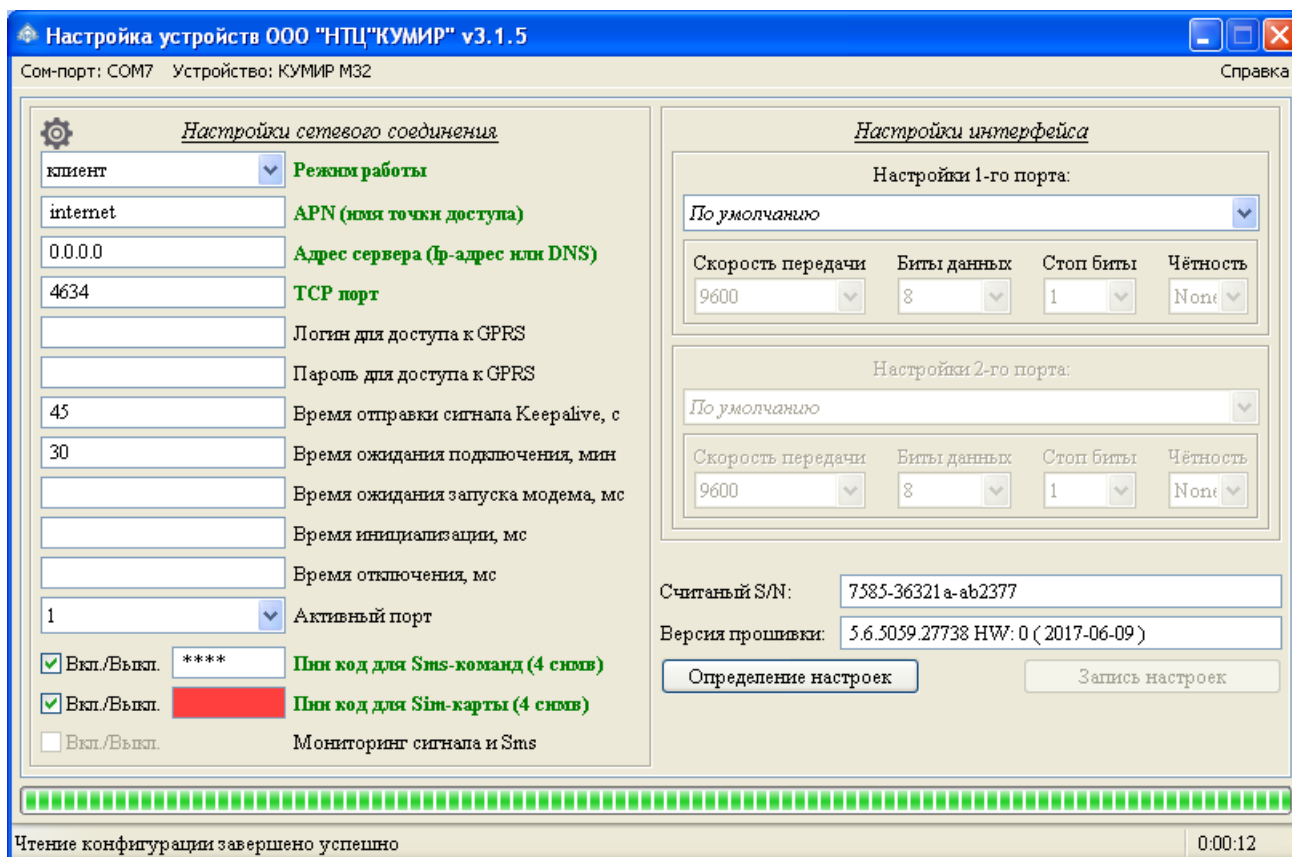 Настройка устройств ООО "НТЦ"КУМИР" v3.1.5
Com-порт: COM7 Устройство: КУМИР М32 Справка
Настройки сетевого соединения
клиент Режим работы
internet APN (имя точки доступа)
0.0.0.0 Адрес сервера (Ip-адрес или DNS)
4634 TCP порт
Логин для доступа к GPRS
Пароль для доступа к GPRS
45 Время отправки сигнала Keepalive, с
30 Время ожидания подключения, мин
Время ожидания запуска модема, мс
Время инициализации, мс
Время отключения, мс
1 Активный порт
Вкл./Выкл. **** Пин код для Sms-команд (4 симв)
Вкл./Выкл. Пин код для Sim-карты (4 симв)
Вкл./Выкл. Мониторинг сигнала и Sms
Настройки интерфейса
Настройки 1-го порта:
По умолчанию
Скорость передачи Биты данных Стоп биты Чётность
9600 8 1 None
Настройки 2-го порта:
По умолчанию
Скорость передачи Биты данных Стоп биты Чётность
9600 8 1 None
Считаный S/N: 7585-36321a-ab2377
Версия прошивки: 5.6.5059.27738 HW: 0 ( 2017-06-09 )
Определение настроек Запись настроек
Чтение конфигурации завершено успешно 0:00:12